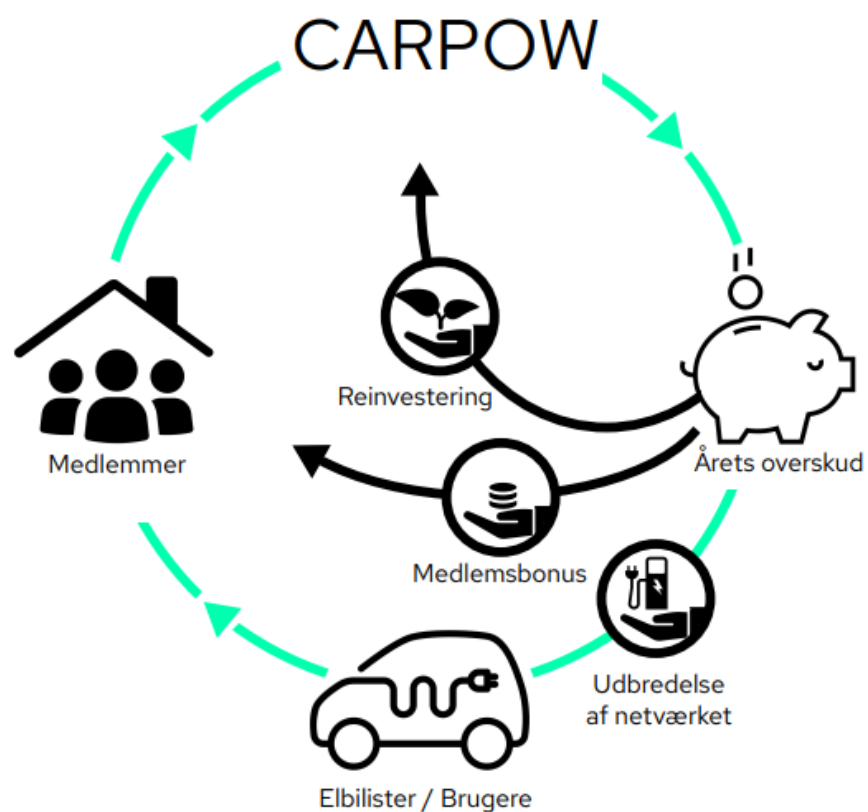 CARPOW
Reinvestering
Medlemmer
Årets overskud
Medlemsbonus
Udbredelse
af netværket
Elbilister / Brugere